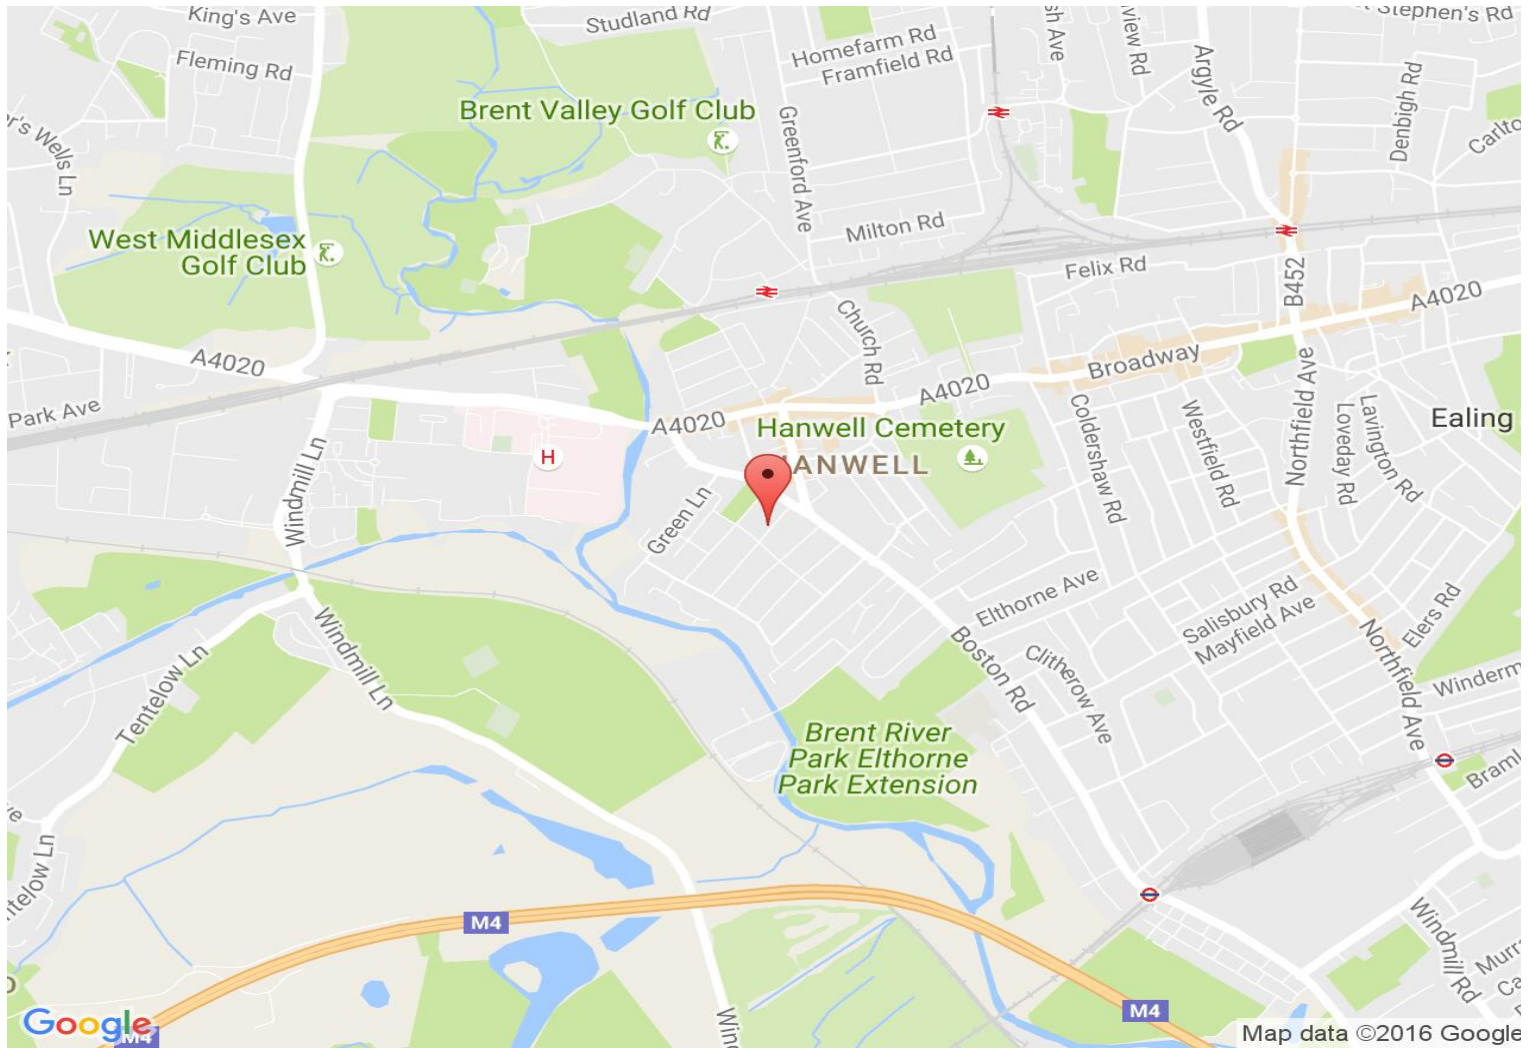 King's Ave
Studland Rd
Stephen's Rd
Homefarm Rd
Framfield Rd
Fleming Rd
Argyle Rd
Denbigh Rd
Brent Valley Golf Club
Greenford Ave
Wells Ln
Milton Rd
West Middlesex
Golf Club
Felix Rd
B452
A4020
Church Rd
A4020
Broadway
A4020
Park Ave
A4020
Hanwell Cemetery
Coldershaw Rd
Westfield Rd
Northfield Ave
Loveday Rd
Lavington Rd
Ealing
H
ANWELL
Windmill Ln
Green Ln
Elthorne Ave
Salisbury Rd
Mayfield Ave
Elers Rd
Windmill Ln
Boston Rd
Clitherow Ave
Northfield Ave
Tentelow Ln
Brent River
Park Elthorne
Park Extension
M4
Windmill Rd
M4
Google
M4
Map data ©2016 Google